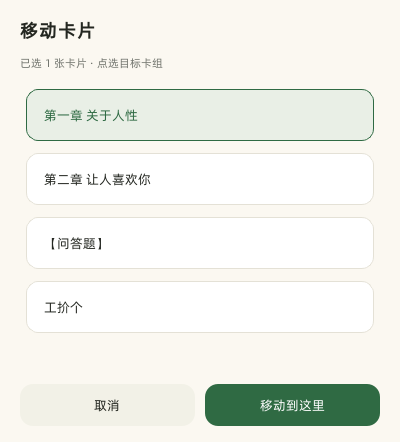 移动卡片
已选 1 张卡片 · 点选目标卡组
第一章 关于人性
第二章 让人喜欢你
【问答题】
工扴个
取消
移动到这里